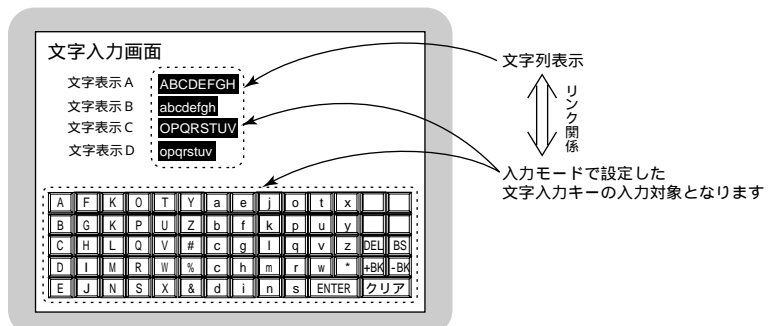 文字入力画面
文字表示A ABCDEFGH
文字表示B abcdefgh
文字表示C OPQRSTUV
文字表示D opqrstuv
文字列表示
リンク関係
入力モードで設定した
文字入力キーの入力対象となります
A F K O T Y a e j o t x
B G K P U Z b f k p u y
C H L Q V # c g l q v z DEL BS
D I M R W % c h m r w * +BK -BK
E J N S X & d i n s ENTER クリア